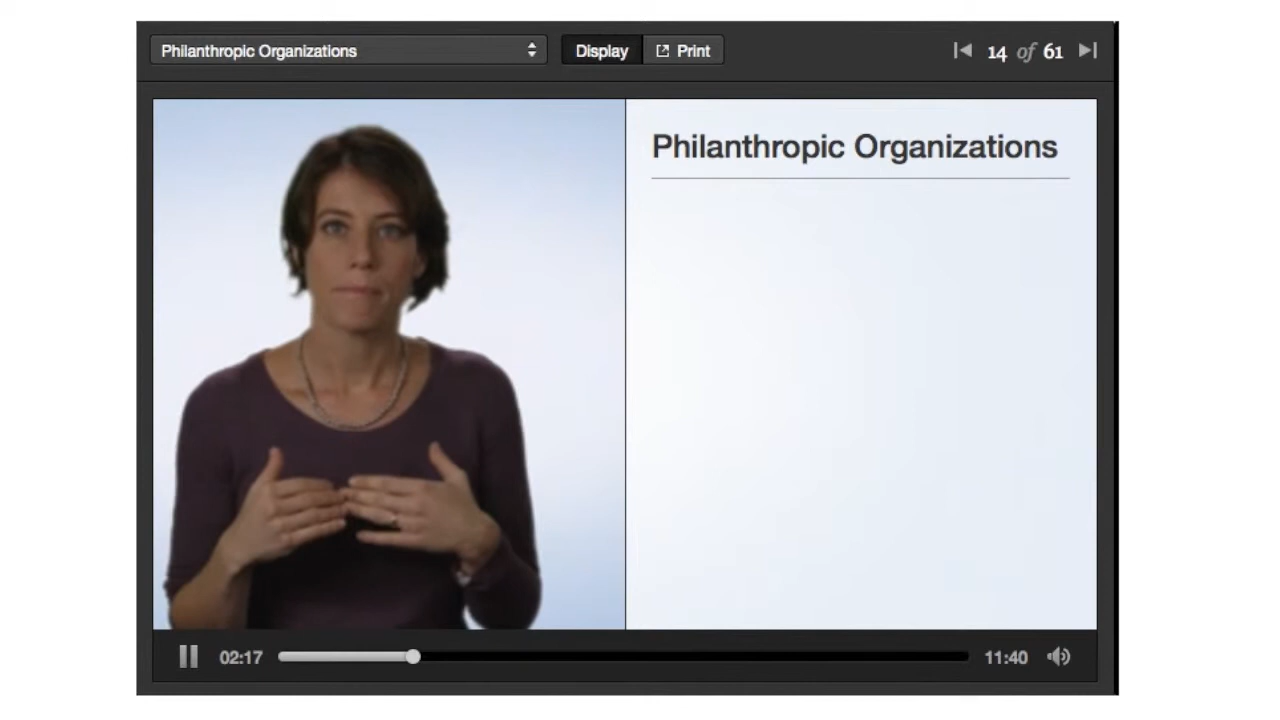 Philanthropic Organizations
Display
Print
14 of 61
Philanthropic Organizations
02:17
11:40